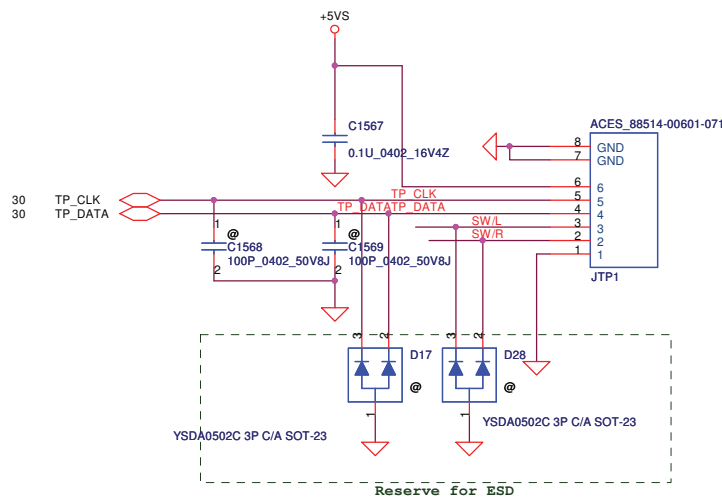 +5VS
C1567
0.1U_0402_16V4Z
ACES_88514-00601-071
8 GND
7 GND
6 6
5 5
4 4
3 3
2 2
1 1
JTP1
30 TP_CLK
30 TP_DATA
TP_CLK
TP_DATATP_DATA
SW/L
SW/R
1 @
C1568
100P_0402_50V8J
2
1 @
C1569
100P_0402_50V8J
2
3 2
D17
@
1
YSDA0502C 3P C/A SOT-23
3 2
D28
@
1
YSDA0502C 3P C/A SOT-23
Reserve for ESD